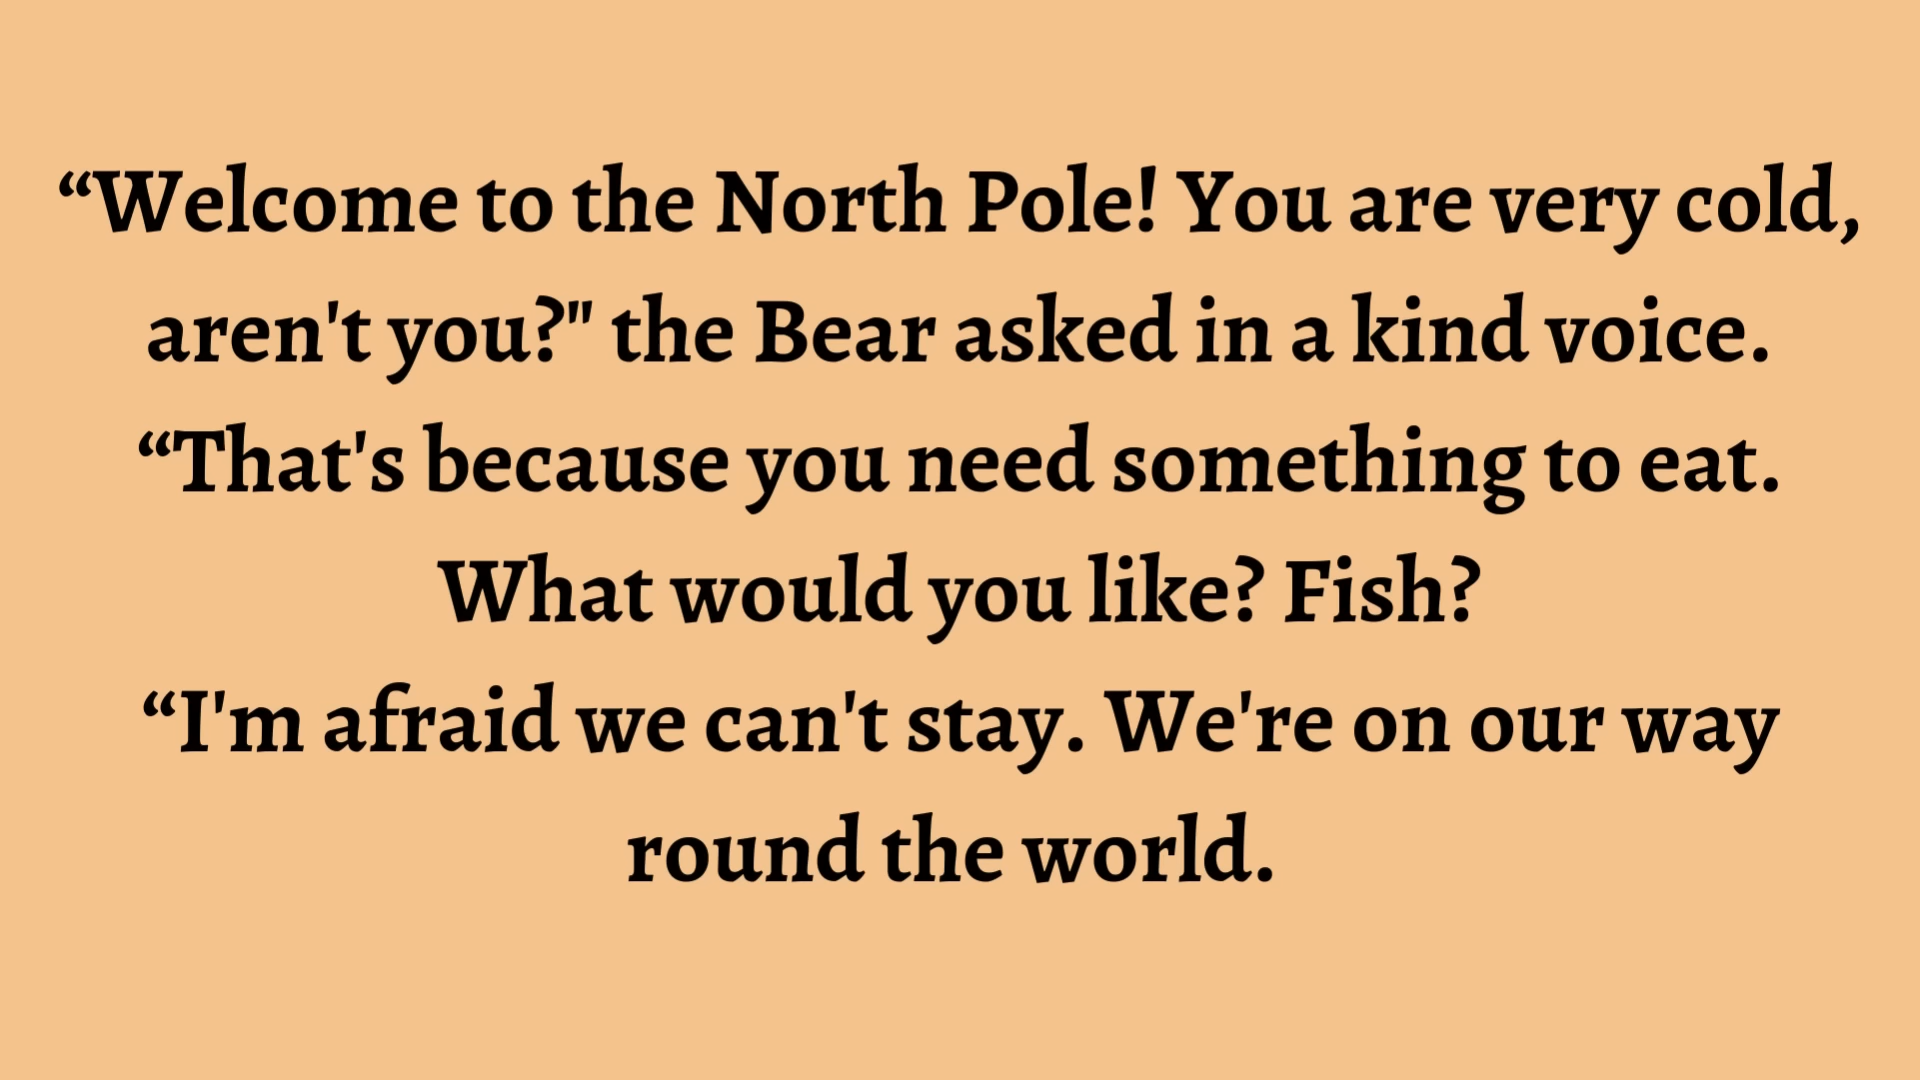 “Welcome to the North Pole! You are very cold,
aren't you?" the Bear asked in a kind voice.
“That's because you need something to eat.
What would you like? Fish?
“I'm afraid we can't stay. We're on our way
round the world.